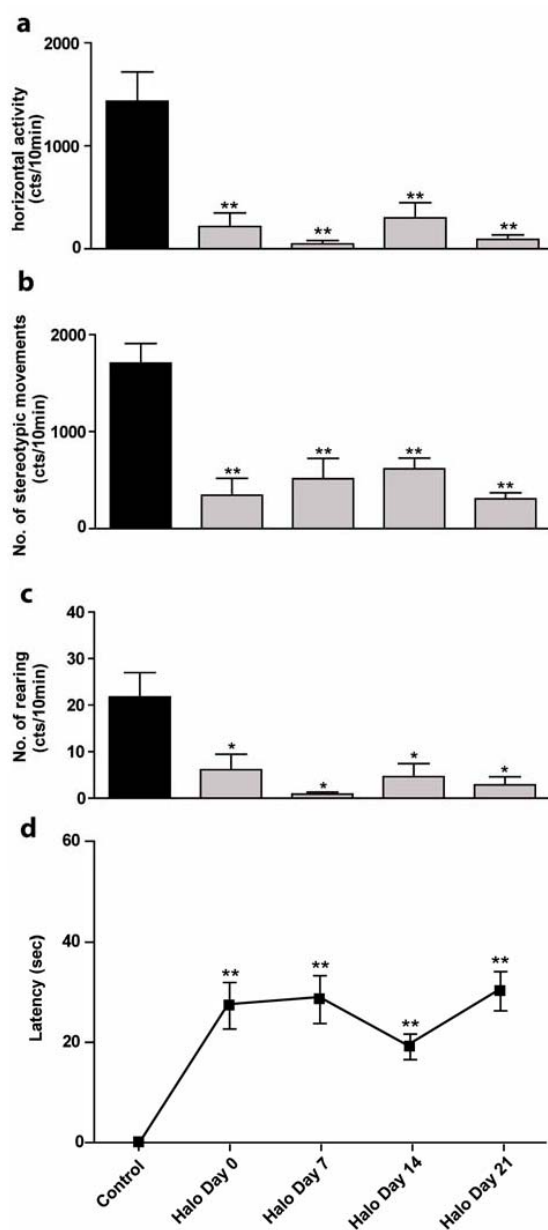 a
horizontal activity
(cts/10min)
2000
1000
0
**
**
**
**
b
No. of stereotypic movements
(cts/10min)
2000
1000
0
**
**
**
**
c
No. of rearing
(cts/10min)
40
30
20
10
0
*
*
*
*
d
Latency (sec)
60
40
20
0
**
**
**
**
Control
Halo Day 0
Halo Day 7
Halo Day 14
Halo Day 21